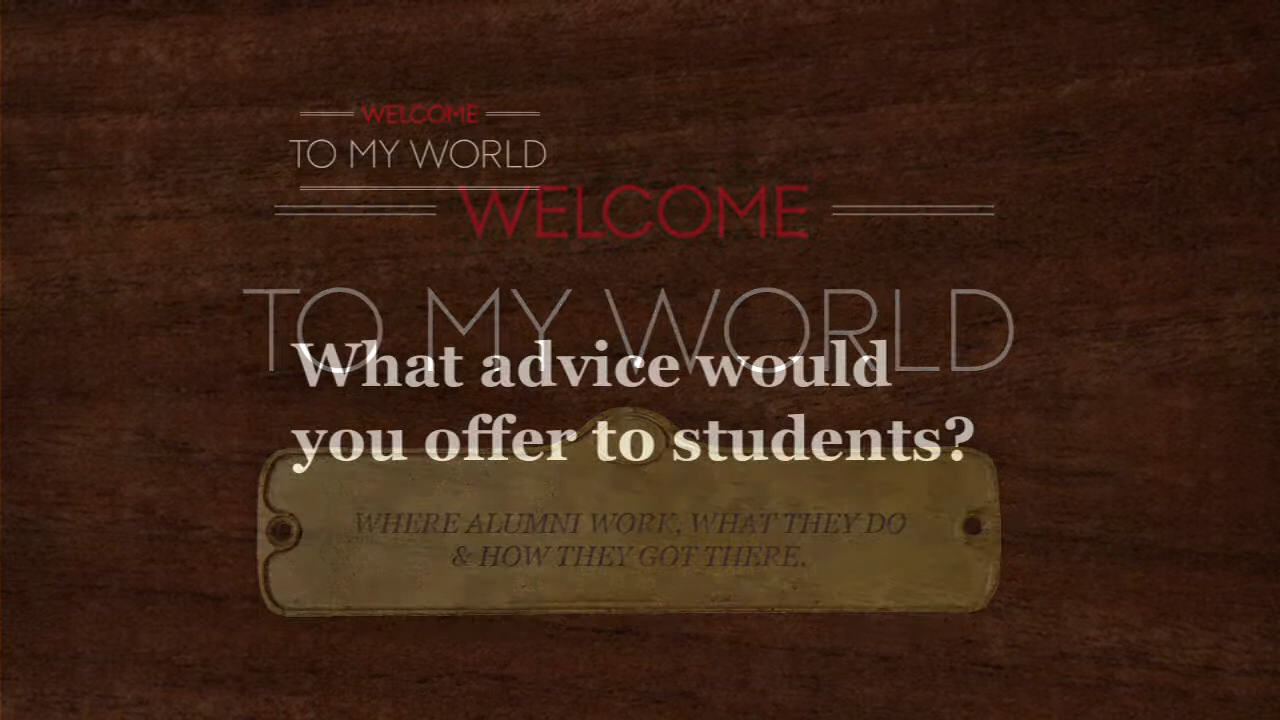 WELCOME
TO MY WORLD
WELCOME
TO MY WORLD
What advice would
you offer to students?
WHERE ALUMNI WORK, WHAT THEY DO
& HOW THEY GOT THERE.